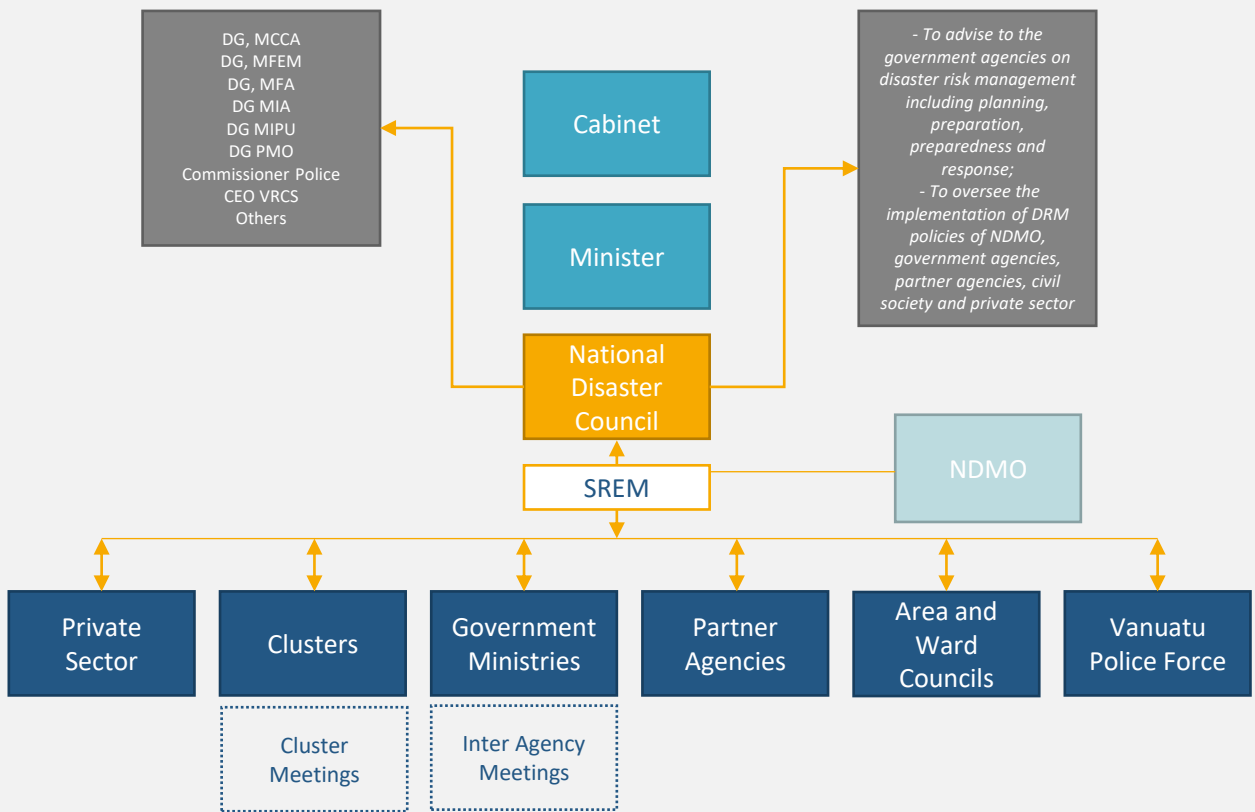 DG, MCCA
DG, MFEM
DG, MFA
DG MIA
DG MIPU
DG PMO
Commissioner Police
CEO VRCS
Others
Cabinet
Minister
National
Disaster
Council
- To advise to the
government agencies on
disaster risk management
including planning,
preparation,
preparedness and
response;
- To oversee the
implementation of DRM
policies of NDMO,
government agencies,
partner agencies, civil
society and private sector
SREM
NDMO
Private
Sector
Clusters
Government
Ministries
Partner
Agencies
Area and
Ward
Councils
Vanuatu
Police Force
Cluster
Meetings
Inter Agency
Meetings